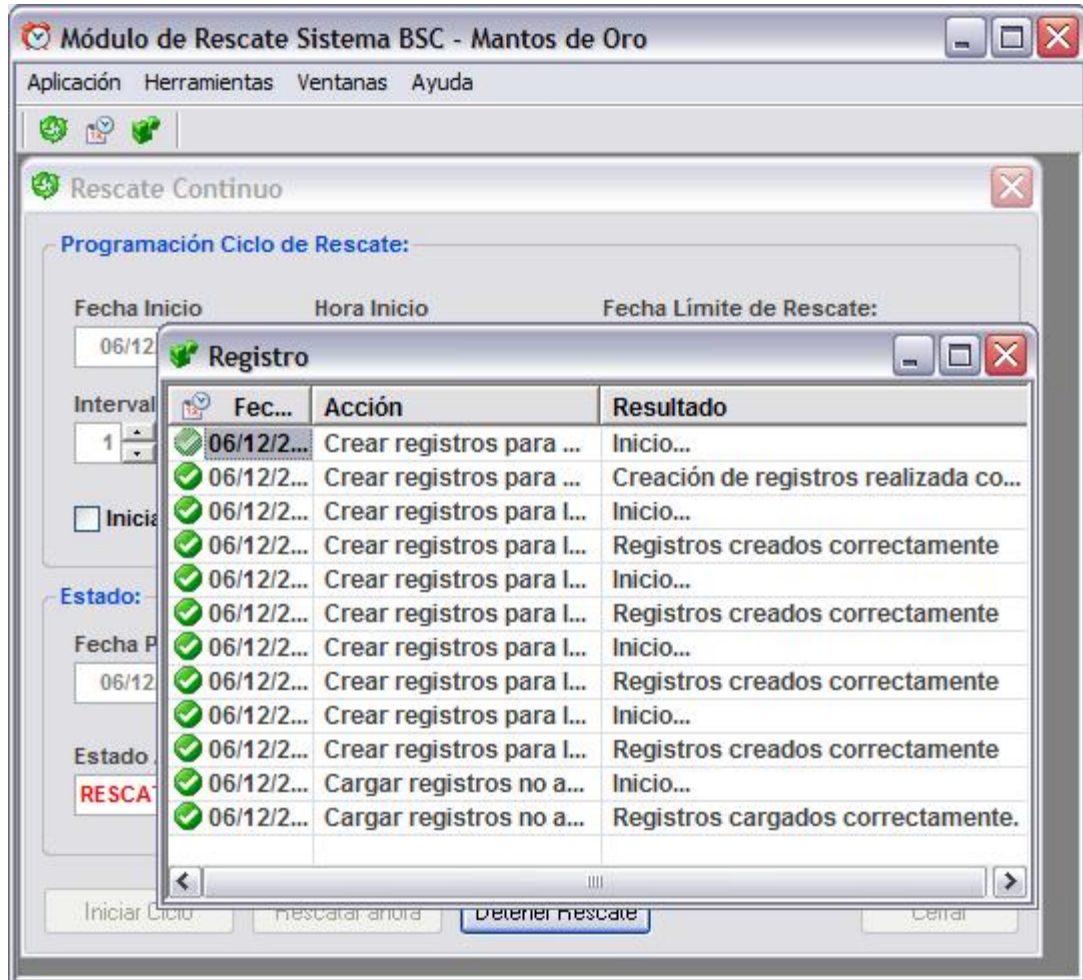 Módulo de Rescate Sistema BSC - Mantos de Oro
Aplicación Herramientas Ventanas Ayuda
Rescate Continuo
Programación Ciclo de Rescate:
Fecha Inicio Hora Inicio Fecha Límite de Rescate:
06/12
Interval
1
Inicia
Estado:
Fecha P
06/12
Estado
RESCAT
Registro
Fec... Acción Resultado
06/12/2... Crear registros para ... Inicio...
06/12/2... Crear registros para ... Creación de registros realizada co...
06/12/2... Crear registros para l... Inicio...
06/12/2... Crear registros para l... Registros creados correctamente
06/12/2... Crear registros para l... Inicio...
06/12/2... Crear registros para l... Registros creados correctamente
06/12/2... Crear registros para l... Inicio...
06/12/2... Crear registros para l... Registros creados correctamente
06/12/2... Crear registros para l... Inicio...
06/12/2... Crear registros para l... Registros creados correctamente
06/12/2... Cargar registros no a... Inicio...
06/12/2... Cargar registros no a... Registros cargados correctamente.
Iniciar Ciclo Rescatar ahora Detener Rescate Cerrar